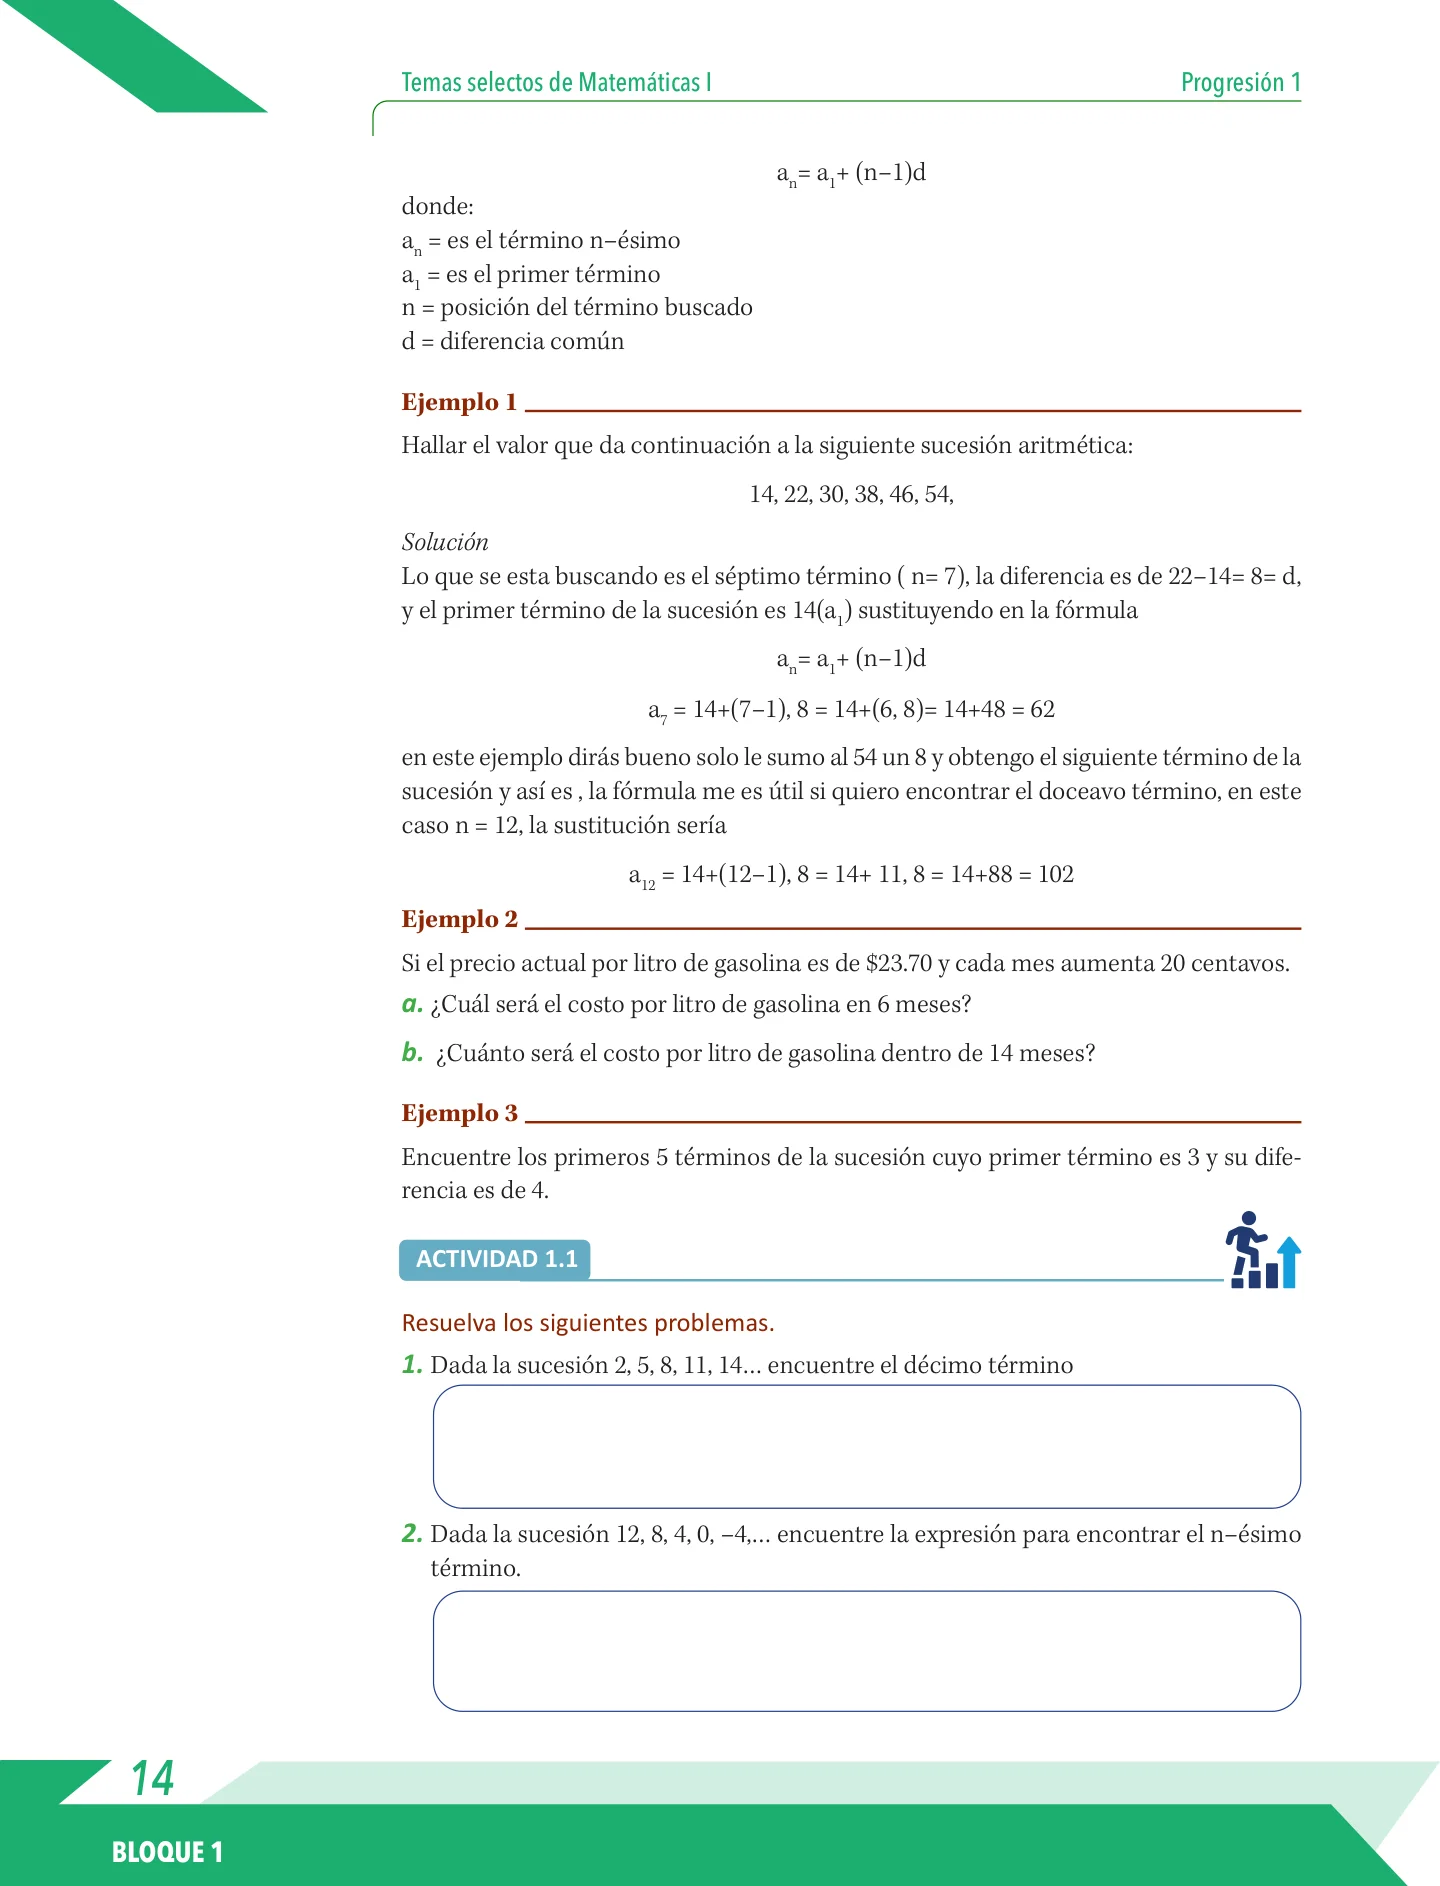 Temas selectos de Matemáticas I Progresión 1
aₙ= a₁+ (n–1)d
donde:
aₙ = es el término n–ésimo
a₁ = es el primer término
n = posición del término buscado
d = diferencia común
Ejemplo 1
Hallar el valor que da continuación a la siguiente sucesión aritmética:
14, 22, 30, 38, 46, 54,
Solución
Lo que se esta buscando es el séptimo término ( n= 7), la diferencia es de 22–14= 8= d,
y el primer término de la sucesión es 14(a₁) sustituyendo en la fórmula
aₙ= a₁+ (n–1)d
a₇ = 14+(7–1), 8 = 14+(6, 8)= 14+48 = 62
en este ejemplo dirás bueno solo le sumo al 54 un 8 y obtengo el siguiente término de la
sucesión y así es , la fórmula me es útil si quiero encontrar el doceavo término, en este
caso n = 12, la sustitución sería
a₁₂ = 14+(12–1), 8 = 14+ 11, 8 = 14+88 = 102
Ejemplo 2
Si el precio actual por litro de gasolina es de $23.70 y cada mes aumenta 20 centavos.
a. ¿Cuál será el costo por litro de gasolina en 6 meses?
b. ¿Cuánto será el costo por litro de gasolina dentro de 14 meses?
Ejemplo 3
Encuentre los primeros 5 términos de la sucesión cuyo primer término es 3 y su dife-
rencia es de 4.
ACTIVIDAD 1.1
Resuelva los siguientes problemas.
1. Dada la sucesión 2, 5, 8, 11, 14... encuentre el décimo término
2. Dada la sucesión 12, 8, 4, 0, –4,... encuentre la expresión para encontrar el n–ésimo
término.
14
BLOQUE 1